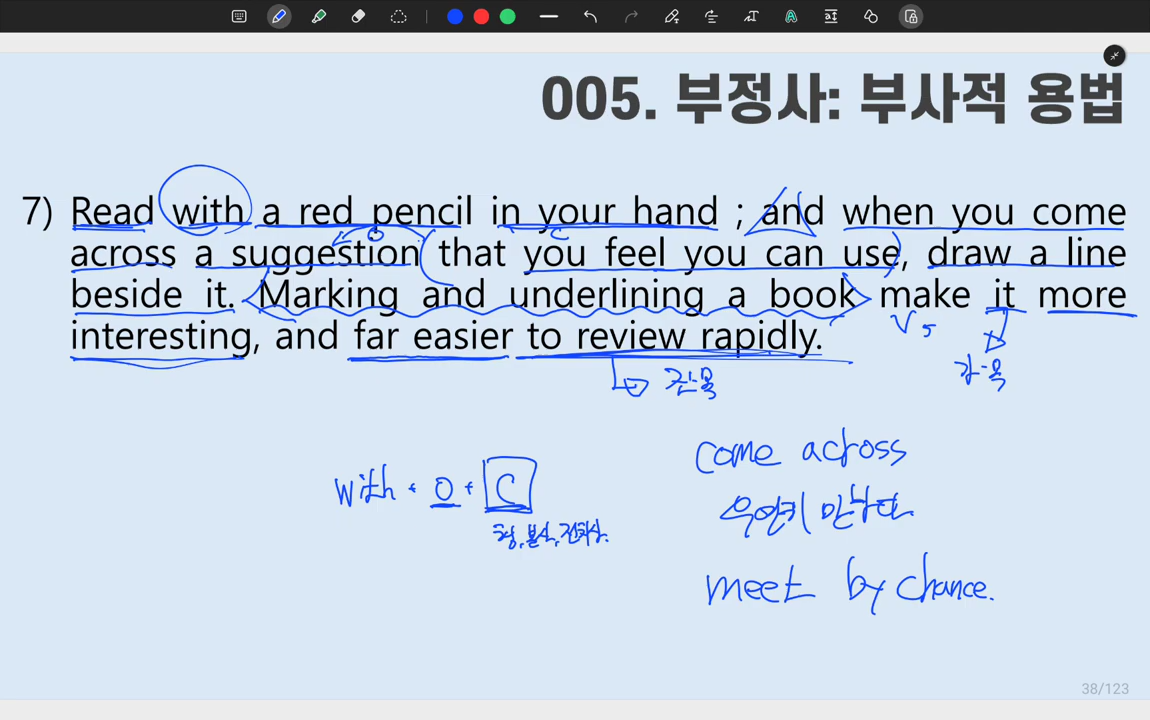 005. 부정사: 부사적 용법
7) Read with a red pencil in your hand ; and when you come
across a suggestion that you feel you can use, draw a line
beside it. Marking and underlining a book make it more
interesting, and far easier to review rapidly.
O
C
V5
진·목
가·목
come across
with + O + C
우연히 만나다
형, 분사, 전치사.
meet by chance.
38/123